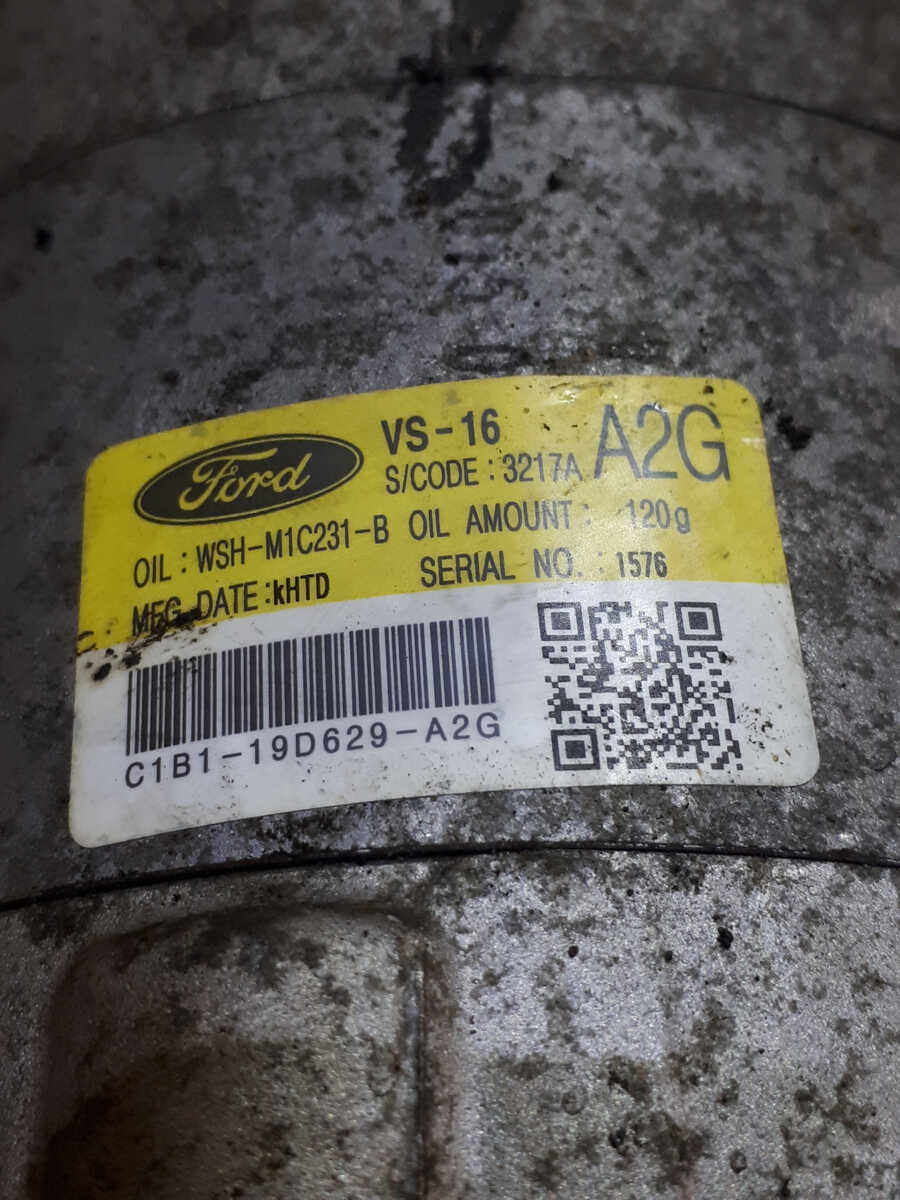 Ford
VS-16
A2G
S/CODE : 3217A
OIL : WSH-M1C231-B OIL AMOUNT : 120g
MFG DATE : kHTD SERIAL NO. : 1576
C1B1-19D629-A2G